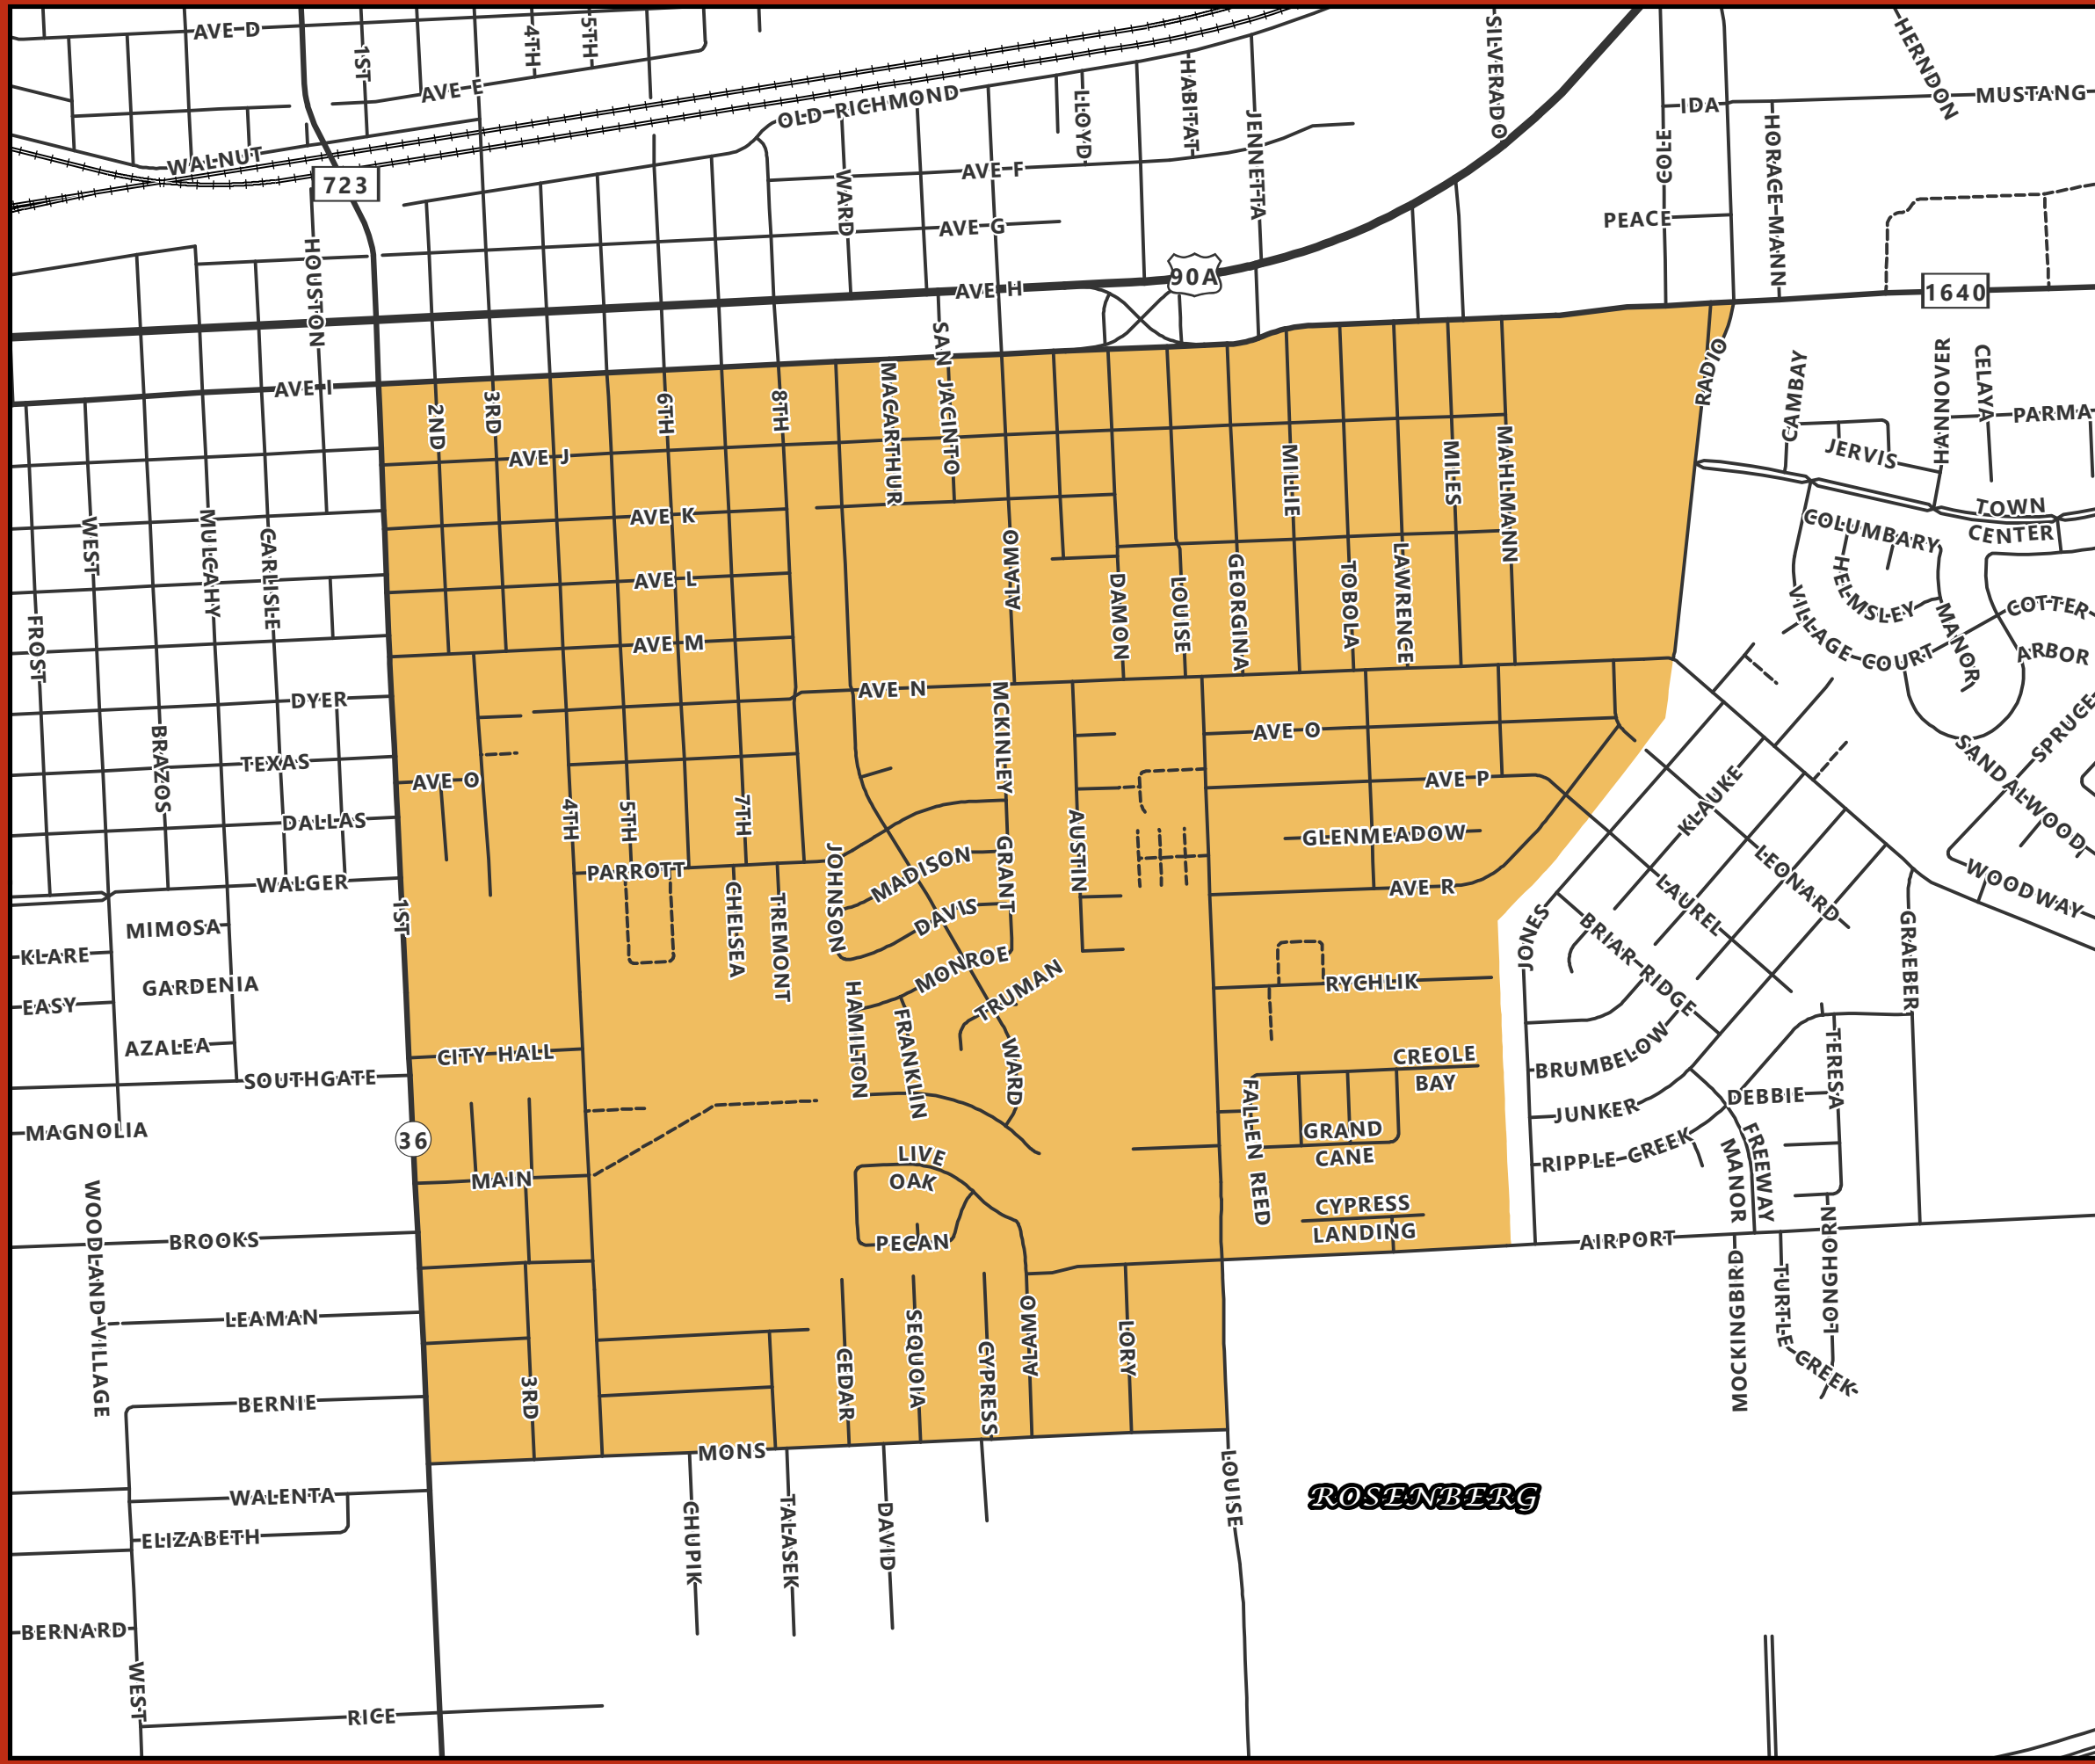 AVE D
1ST
4TH
5TH
AVE E
WALNUT
OLD RICHMOND
723
HOUSTON
WARD
AVE F
AVE G
LLOYD
HABITAT
JENNETTA
SILVERADO
COLE
IDA
PEACE
HORACE MANN
HERNDON
MUSTANG
AVE H
90A
1640
AVE I
2ND
3RD
6TH
8TH
MACARTHUR
SAN JACINTO
AVE J
AVE K
AVE L
AVE M
AVE N
ALAMO
DAMON
LOUISE
GEORGINA
MILLIE
TOBOLA
LAWRENCE
MILES
MAHLMANN
RADIO
CAMBAY
HANNOVER
CELAYA
PARMA
JERVIS
TOWN
CENTER
COLUMBARY
HELMSLEY
VILLAGE COURT
MANOR
COTTER
ARBOR
SPRUCE
SANDALWOOD
WOODWAY
FROST
WEST
MULCAHY
CARLISLE
BRAZOS
DYER
TEXAS
DALLAS
WALGER
MIMOSA
KLARE
GARDENIA
EASY
AZALEA
SOUTHGATE
MAGNOLIA
1ST
36
AVE O
4TH
5TH
7TH
PARROTT
CHELSEA
TREMONT
JOHNSON
MADISON
DAVIS
MONROE
TRUMAN
MCKINLEY
GRANT
AUSTIN
HAMILTON
FRANKLIN
WARD
AVE O
AVE P
GLENMEADOW
AVE R
RYCHLIK
CREOLE
BAY
FALLEN REED
GRAND
CANE
CYPRESS
LANDING
KLAUKE
LEONARD
LAUREL
JONES
BRIAR RIDGE
BRUMBELOW
JUNKER
RIPPLE CREEK
DEBBIE
TERESA
GRAEBER
FREEWAY
MANOR
AIRPORT
MOCKINGBIRD
TURTLE CREEK
LONGHORN
CITY HALL
MAIN
LIVE
OAK
PECAN
CEDAR
SEQUOIA
CYPRESS
ALAMO
LORY
3RD
MONS
WOODLAND VILLAGE
BROOKS
LEAMAN
BERNIE
WALENTA
ELIZABETH
BERNARD
WEST
RICE
CHUPIK
TALASEK
DAVID
LOUISE
ROSENBERG